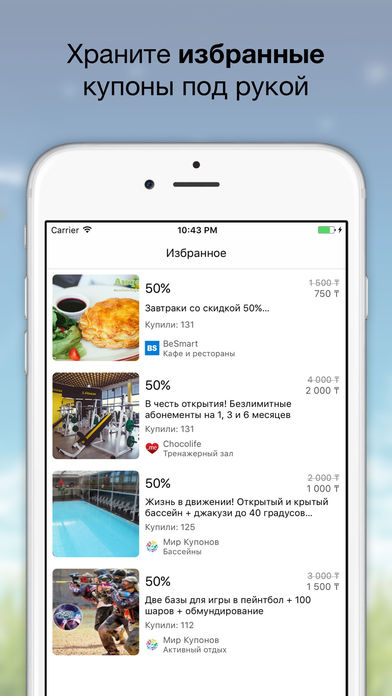 Храните избранные
купоны под рукой
Carrier 10:43 PM
Избранное
50% 1 500 ₸
750 ₸
Завтраки со скидкой 50%...
Купили: 131
BS BeSmart
Кафе и рестораны
50% 4 000 ₸
2 000 ₸
В честь открытия! Безлимитные
абонементы на 1, 3 и 6 месяцев
Купили: 131
me Chocolife
Тренажерный зал
50% 2 000 ₸
1 000 ₸
Жизнь в движении! Открытый и крытый
бассейн + джакузи до 40 градусов...
Купили: 125
Мир Купонов
Бассейны
50% 3 000 ₸
1 500 ₸
Две базы для игры в пейнтбол + 100
шаров + обмундирование
Купили: 112
Мир Купонов
Активный отдых